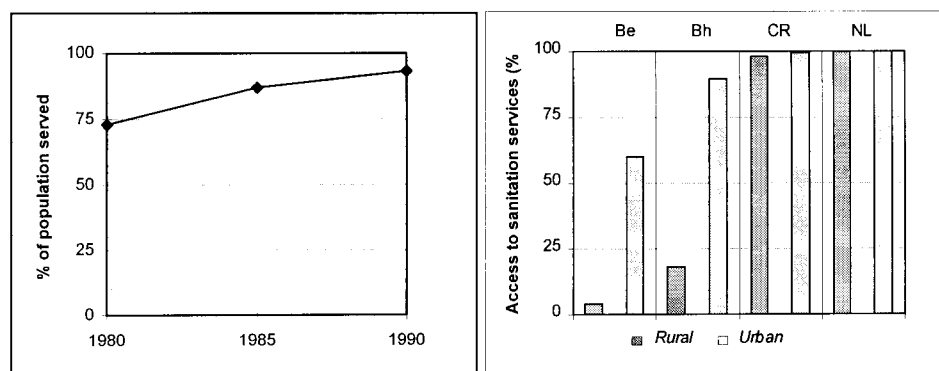 % of population served
100
75
50
25
0
1980 1985 1990
Access to sanitation services (%
Be Bh CR NL
100
75
50
25
0
Rural Urban